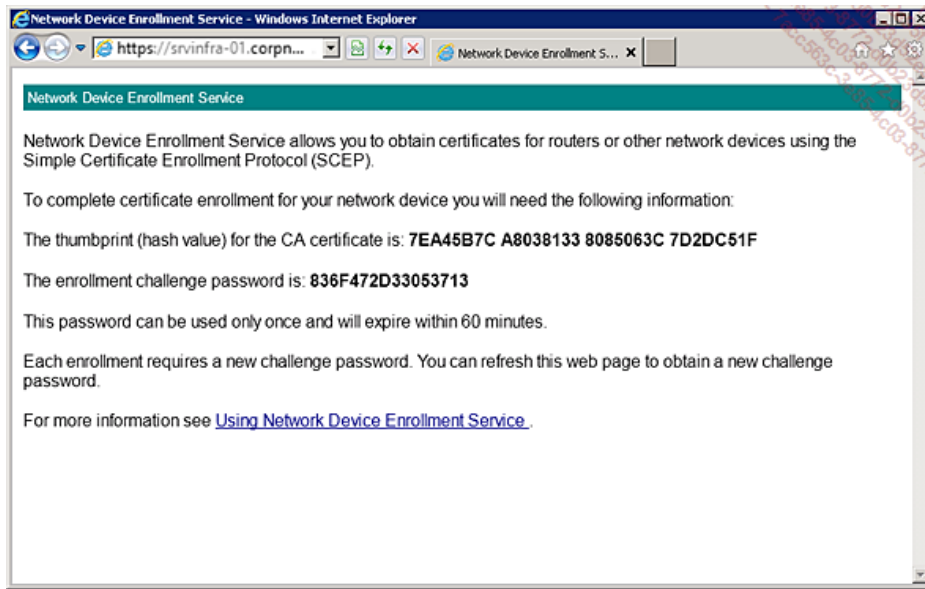 Network Device Enrollment Service - Windows Internet Explorer
https://srvinfra-01.corpn...
Network Device Enrollment S...
Network Device Enrollment Service
Network Device Enrollment Service allows you to obtain certificates for routers or other network devices using the
Simple Certificate Enrollment Protocol (SCEP).
To complete certificate enrollment for your network device you will need the following information:
The thumbprint (hash value) for the CA certificate is: 7EA45B7C A8038133 8085063C 7D2DC51F
The enrollment challenge password is: 836F472D33053713
This password can be used only once and will expire within 60 minutes.
Each enrollment requires a new challenge password. You can refresh this web page to obtain a new challenge
password.
For more information see Using Network Device Enrollment Service .